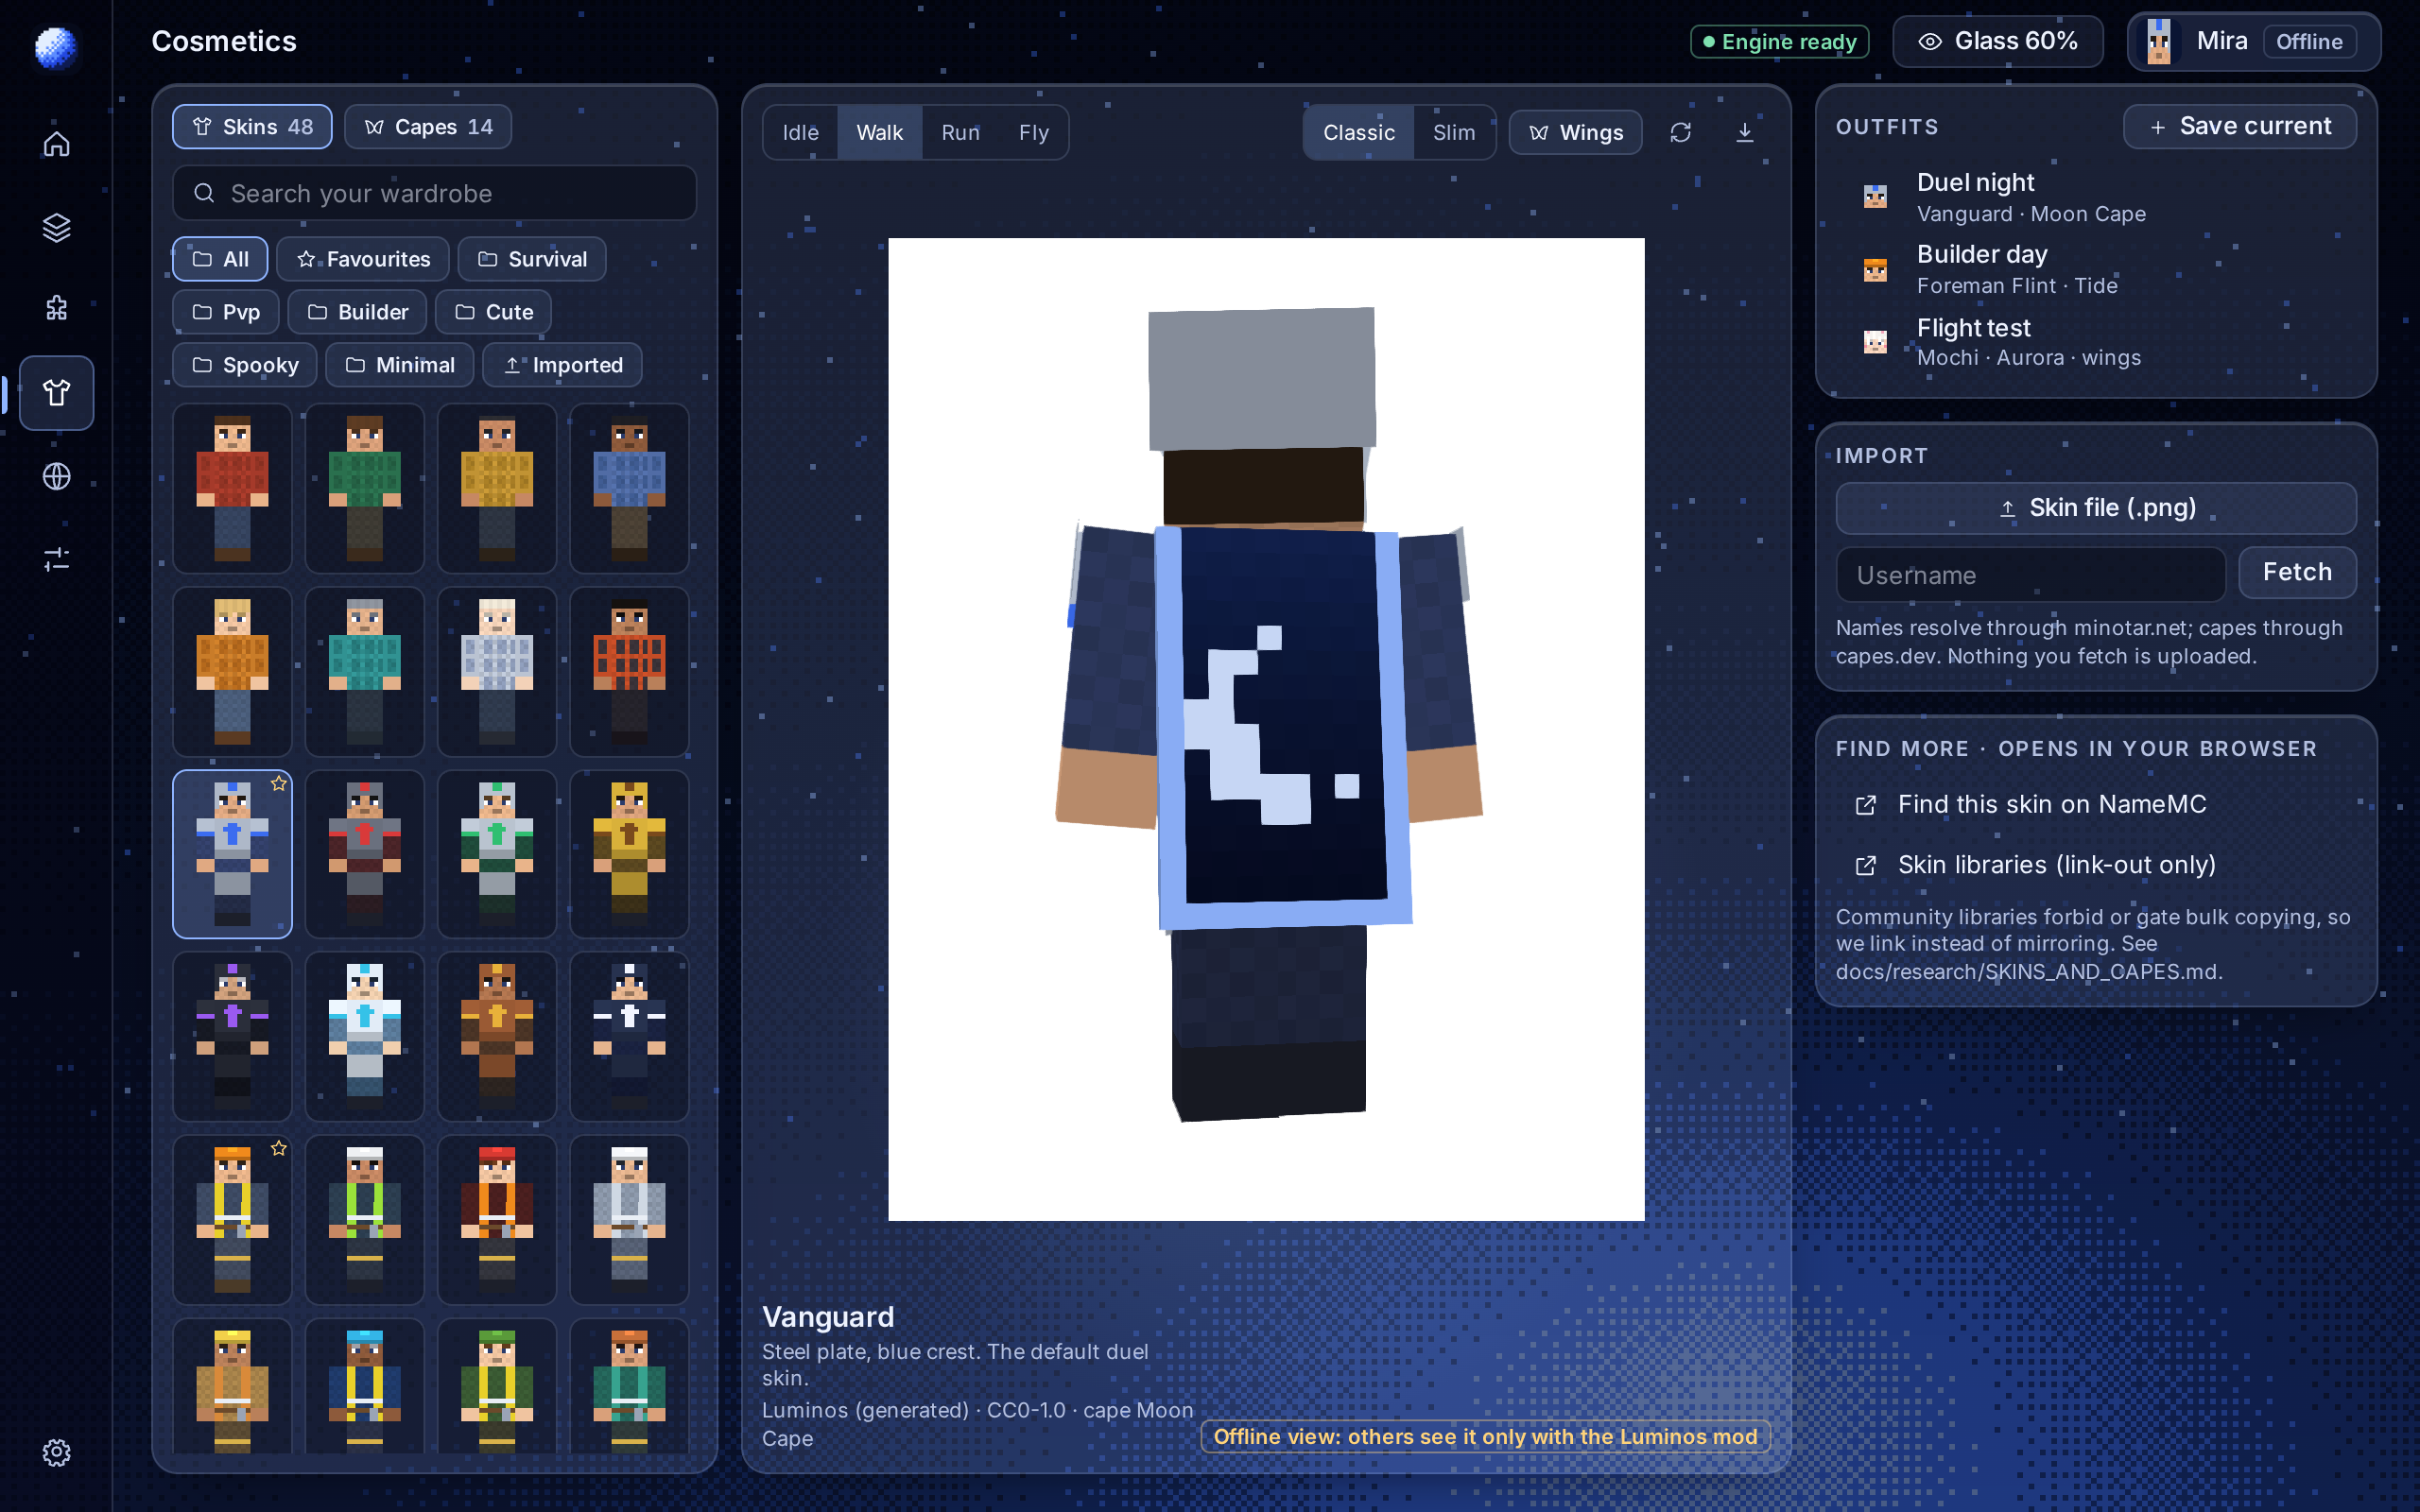 Cosmetics
Engine ready
Glass 60%
Mira
Offline
Skins 48
Capes 14
Search your wardrobe
All
Favourites
Survival
Pvp
Builder
Cute
Spooky
Minimal
Imported
Idle
Walk
Run
Fly
Classic
Slim
Wings
Vanguard
Steel plate, blue crest. The default duel
skin.
Luminos (generated) · CC0-1.0 · cape Moon
Cape
Offline view: others see it only with the Luminos mod
OUTFITS
Save current
Duel night
Vanguard · Moon Cape
Builder day
Foreman Flint · Tide
Flight test
Mochi · Aurora · wings
IMPORT
Skin file (.png)
Username
Fetch
Names resolve through minotar.net; capes through
capes.dev. Nothing you fetch is uploaded.
FIND MORE · OPENS IN YOUR BROWSER
Find this skin on NameMC
Skin libraries (link-out only)
Community libraries forbid or gate bulk copying, so
we link instead of mirroring. See
docs/research/SKINS_AND_CAPES.md.